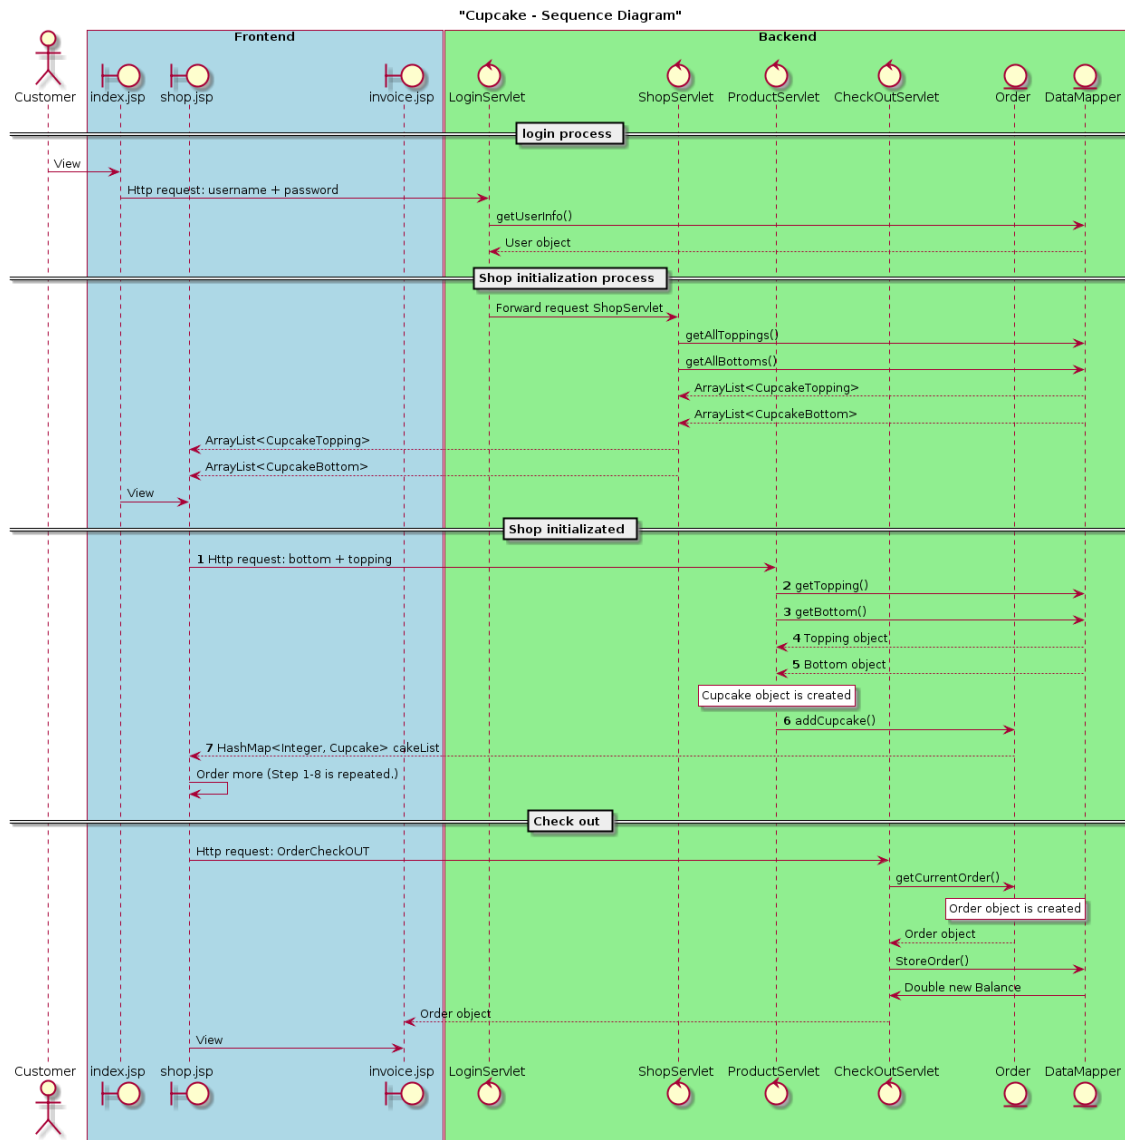 "Cupcake - Sequence Diagram"
Frontend
Backend
Customer
index.jsp
shop.jsp
invoice.jsp
LoginServlet
ShopServlet
ProductServlet
CheckOutServlet
Order
DataMapper
login process
View
Http request: username + password
getUserInfo()
User object
Shop initialization process
Forward request ShopServlet
getAllToppings()
getAllBottoms()
ArrayList<CupcakeTopping>
ArrayList<CupcakeBottom>
ArrayList<CupcakeTopping>
ArrayList<CupcakeBottom>
View
Shop initializated
1 Http request: bottom + topping
2 getTopping()
3 getBottom()
4 Topping object
5 Bottom object
Cupcake object is created
6 addCupcake()
7 HashMap<Integer, Cupcake> cakeList
Order more (Step 1-8 is repeated.)
Check out
Http request: OrderCheckOUT
getCurrentOrder()
Order object is created
Order object
StoreOrder()
Double new Balance
Order object
View
Customer
index.jsp
shop.jsp
invoice.jsp
LoginServlet
ShopServlet
ProductServlet
CheckOutServlet
Order
DataMapper